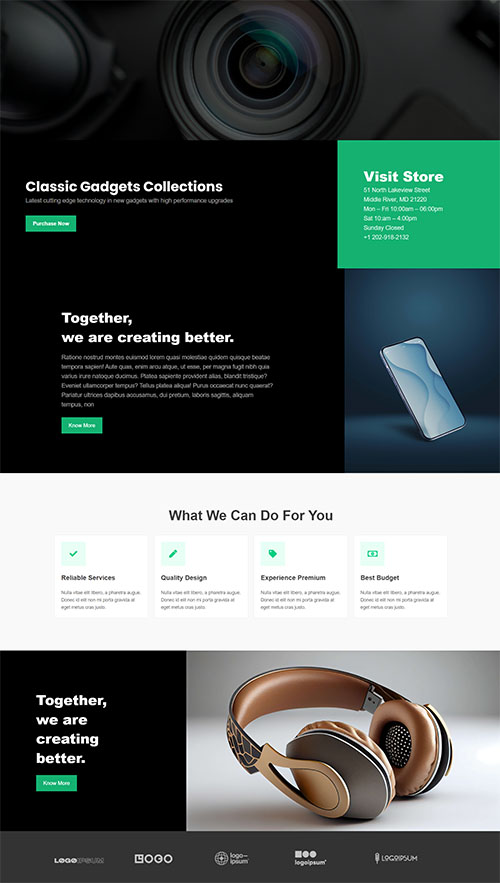 Classic Gadgets Collections
Latest cutting edge technology in new gadgets with high performance upgrades
Purchase Now
Visit Store
51 North Lakeview Street
Middle River, MD 21220
Mon – Fri 10:00am – 06:00pm
Sat 10:am – 4:00pm
Sunday Closed
+1 202-918-2132
Together,
we are creating better.
Ratione nostrud montes euismod lorem quasi molestiae quidem quisque beatae
tempora sapien! Aute quas, enim arcu atque, ut esse, per magna fugit nibh quia
varius irure natoque ducimus. Platea sapiente provident alias, blandit tristique?
Eveniet ullamcorper tempus? Tellus platea aliqua! Purus occaecat nunc quaerat?
Pariatur ultrices dapibus accusamus, dui pretium, laboris sagittis, aliquam
tempus, non
Know More
What We Can Do For You
Reliable Services
Nulla vitae elit libero, a pharetra augue.
Donec id elit non mi porta gravida at
eget metus cras justo.
Quality Design
Nulla vitae elit libero, a pharetra augue.
Donec id elit non mi porta gravida at
eget metus cras justo.
Experience Premium
Nulla vitae elit libero, a pharetra augue.
Donec id elit non mi porta gravida at
eget metus cras justo.
Best Budget
Nulla vitae elit libero, a pharetra augue.
Donec id elit non mi porta gravida at
eget metus cras justo.
Together,
we are
creating
better.
Know More
LOGOIPSUM
LOGO
logo—
ipsum
logoipsum
LOGOIPSUM